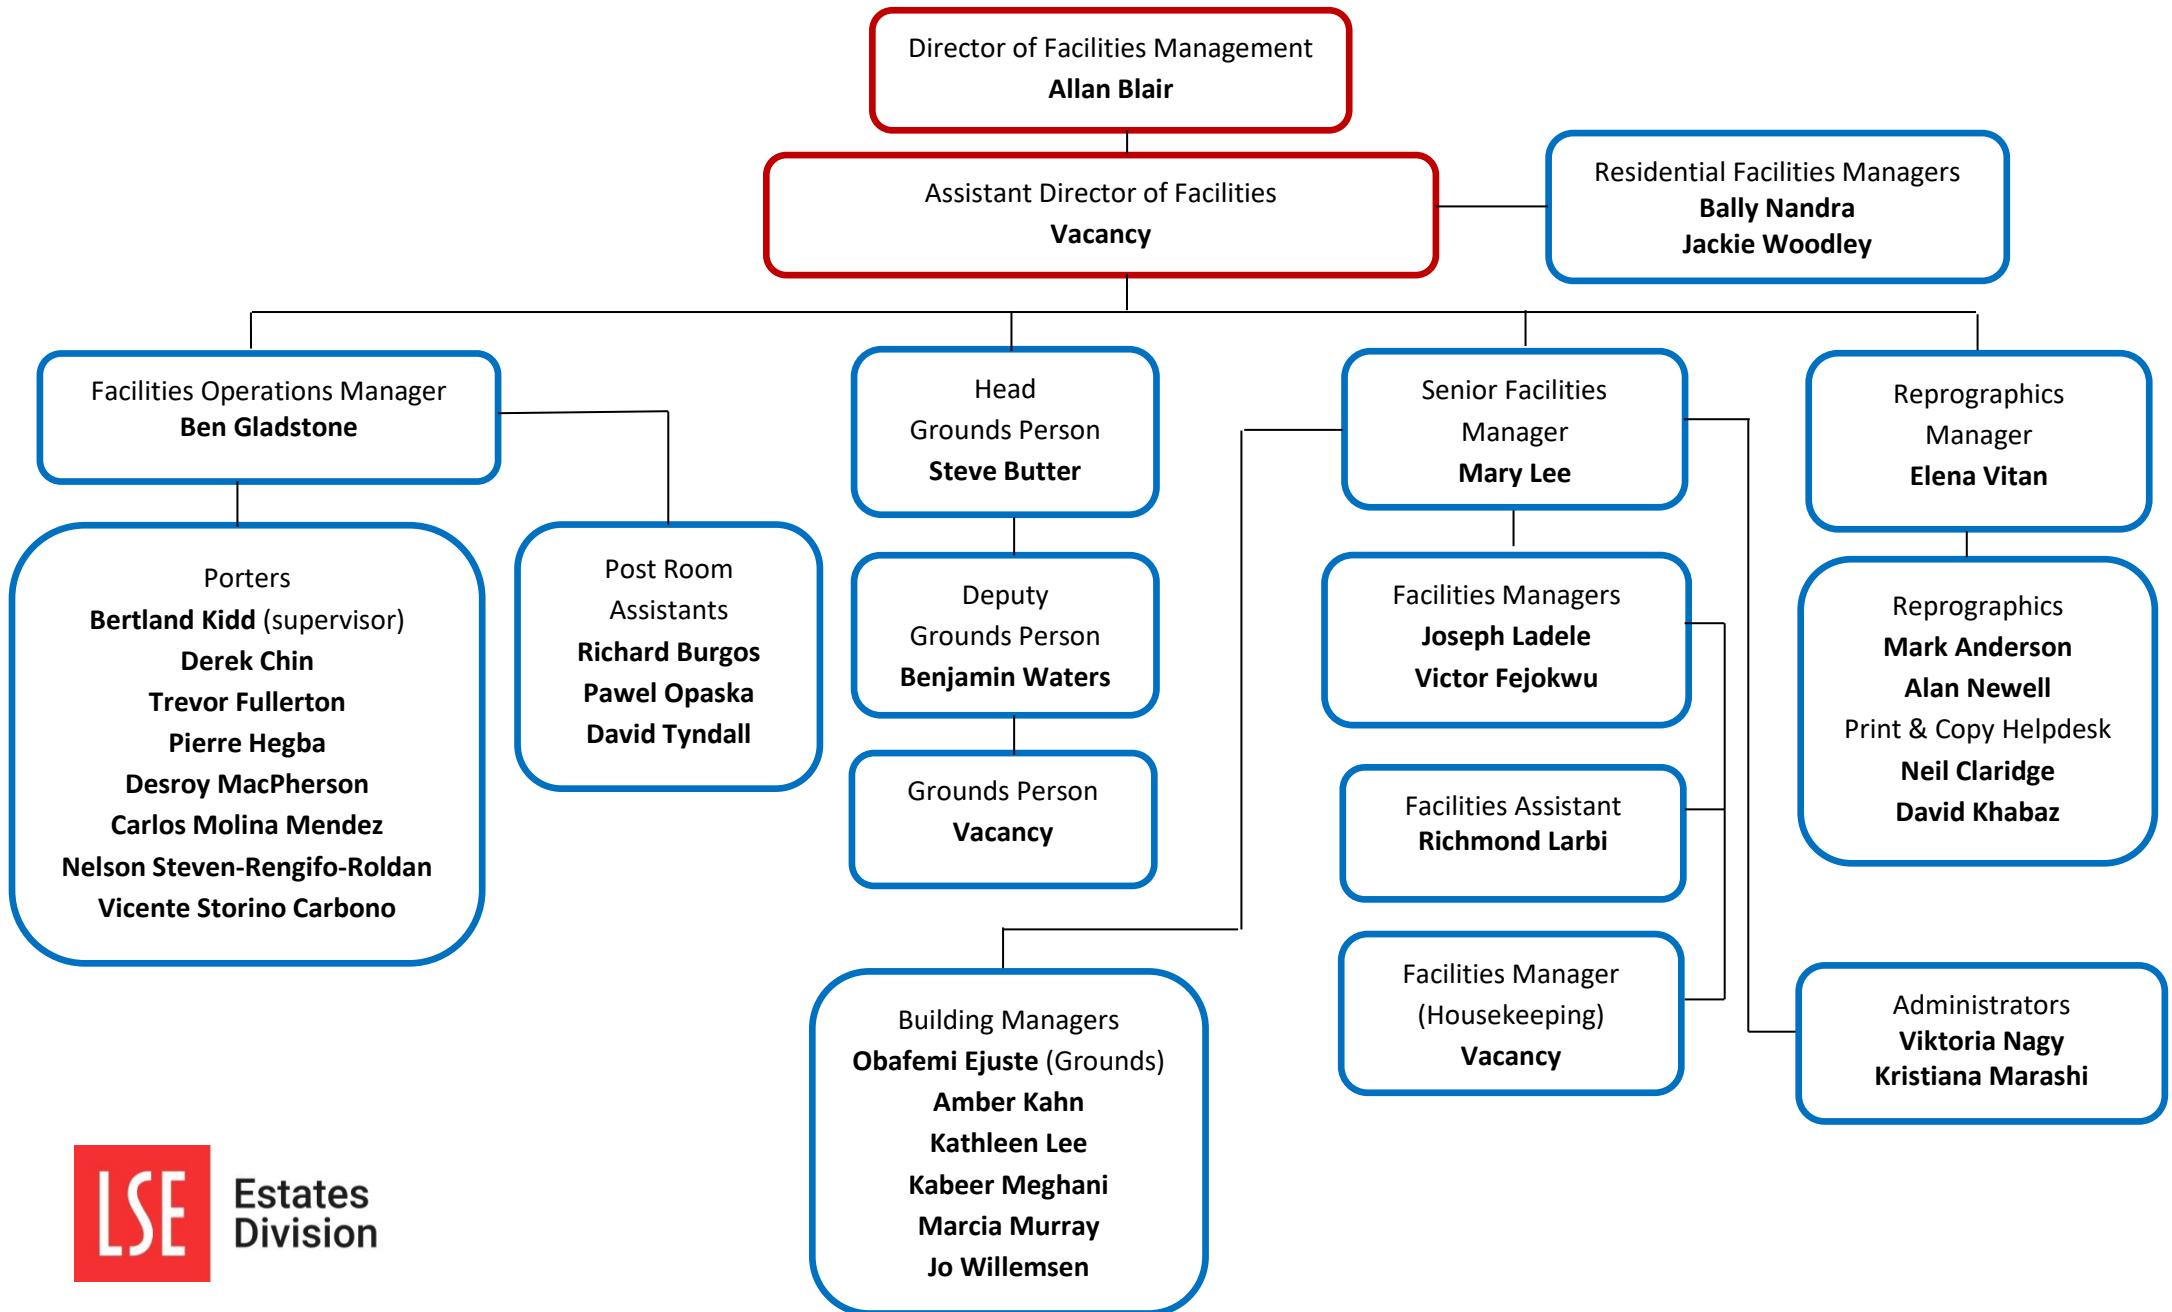 Director of Facilities Management
Allan Blair
Assistant Director of Facilities
Vacancy
Residential Facilities Managers
Bally Nandra
Jackie Woodley
Facilities Operations Manager
Ben Gladstone
Head
Grounds Person
Steve Butter
Senior Facilities
Manager
Mary Lee
Reprographics
Manager
Elena Vitan
Porters
Bertland Kidd (supervisor)
Derek Chin
Trevor Fullerton
Pierre Hegba
Desroy MacPherson
Carlos Molina Mendez
Nelson Steven-Rengifo-Roldan
Vicente Storino Carbono
Post Room
Assistants
Richard Burgos
Pawel Opaska
David Tyndall
Deputy
Grounds Person
Benjamin Waters
Grounds Person
Vacancy
Facilities Managers
Joseph Ladele
Victor Fejokwu
Facilities Assistant
Richmond Larbi
Facilities Manager
(Housekeeping)
Vacancy
Reprographics
Mark Anderson
Alan Newell
Print & Copy Helpdesk
Neil Claridge
David Khabaz
Building Managers
Obafemi Ejuste (Grounds)
Amber Kahn
Kathleen Lee
Kabeer Meghani
Marcia Murray
Jo Willemsen
Administrators
Viktoria Nagy
Kristiana Marashi
LSE
Estates
Division